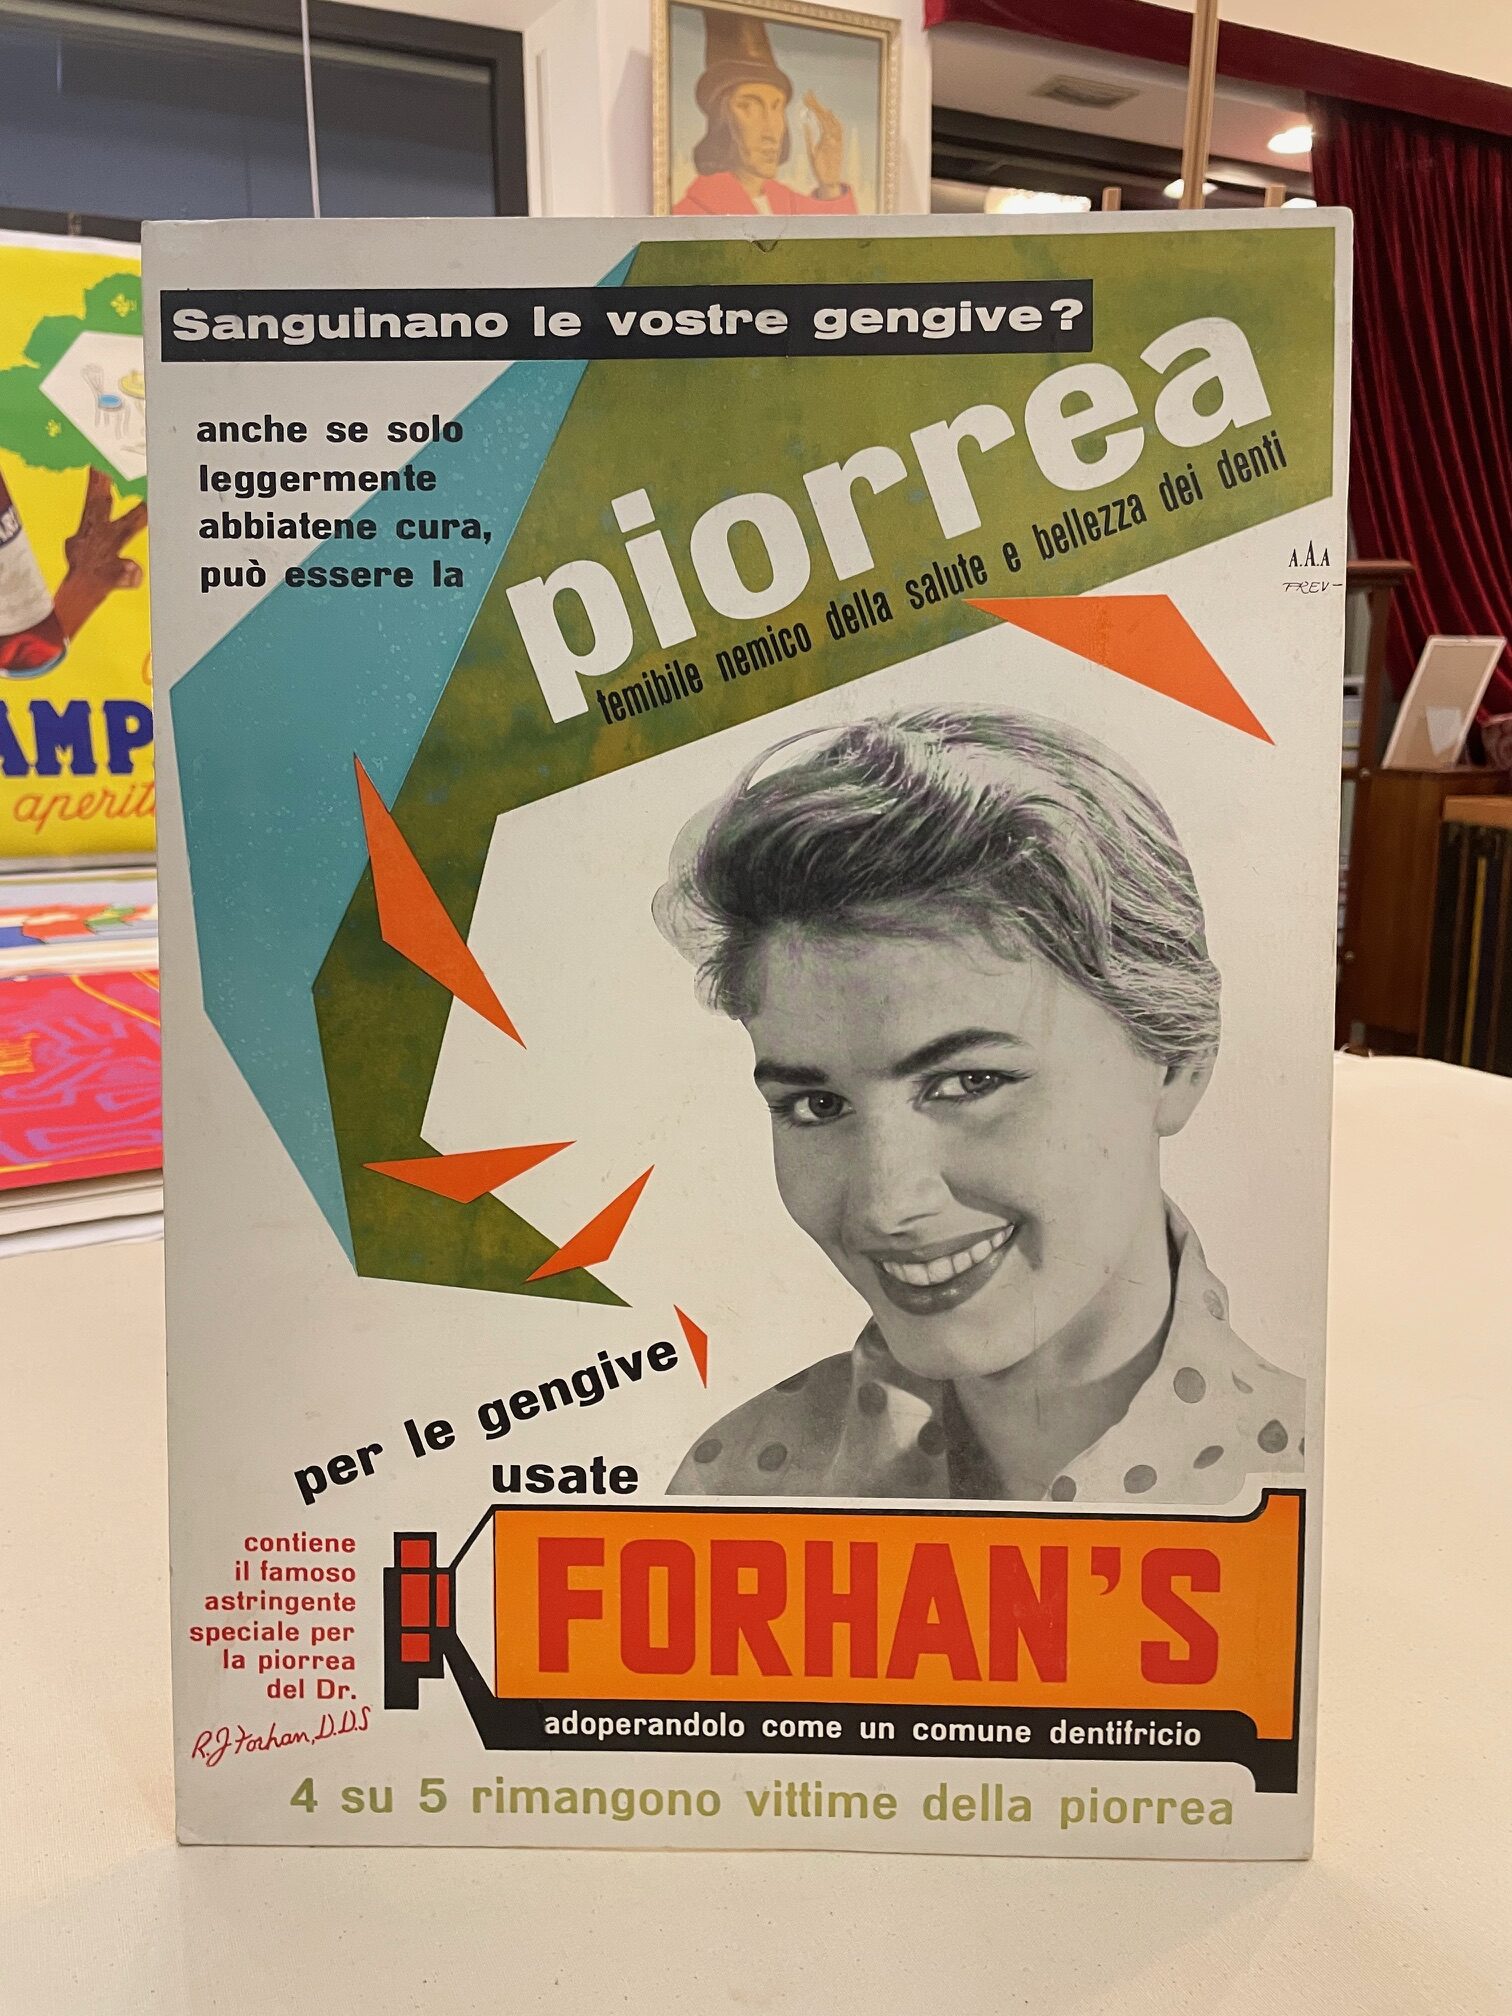 Sanguinano le vostre gengive?
anche se solo
leggermente
abbiatene cura,
può essere la
piorrea
temibile nemico della salute e bellezza dei denti
A.A.A
PREV-
per le gengive
usate
contiene
il famoso
astringente
speciale per
la piorrea
del Dr.
R.J Forhan, D.D.S
FORHAN'S
adoperandolo come un comune dentifricio
4 su 5 rimangono vittime della piorrea
AMP
aperit